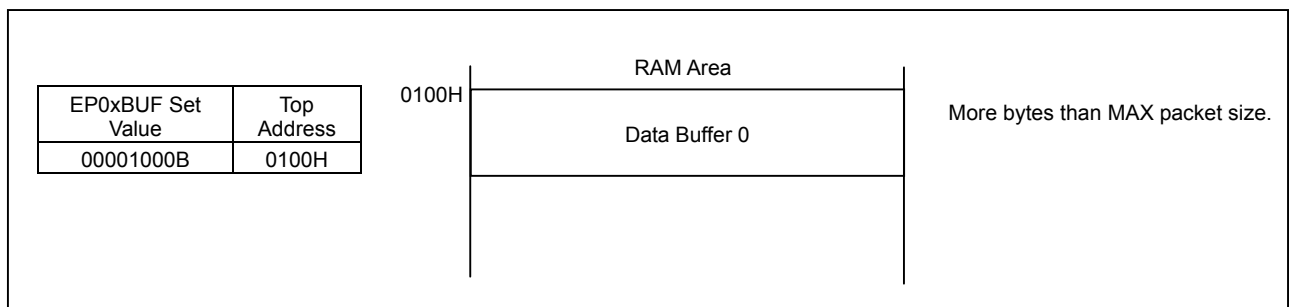 RAM Area
EP0xBUF Set Value
Top Address
0100H
More bytes than MAX packet size.
Data Buffer 0
00001000B
0100H